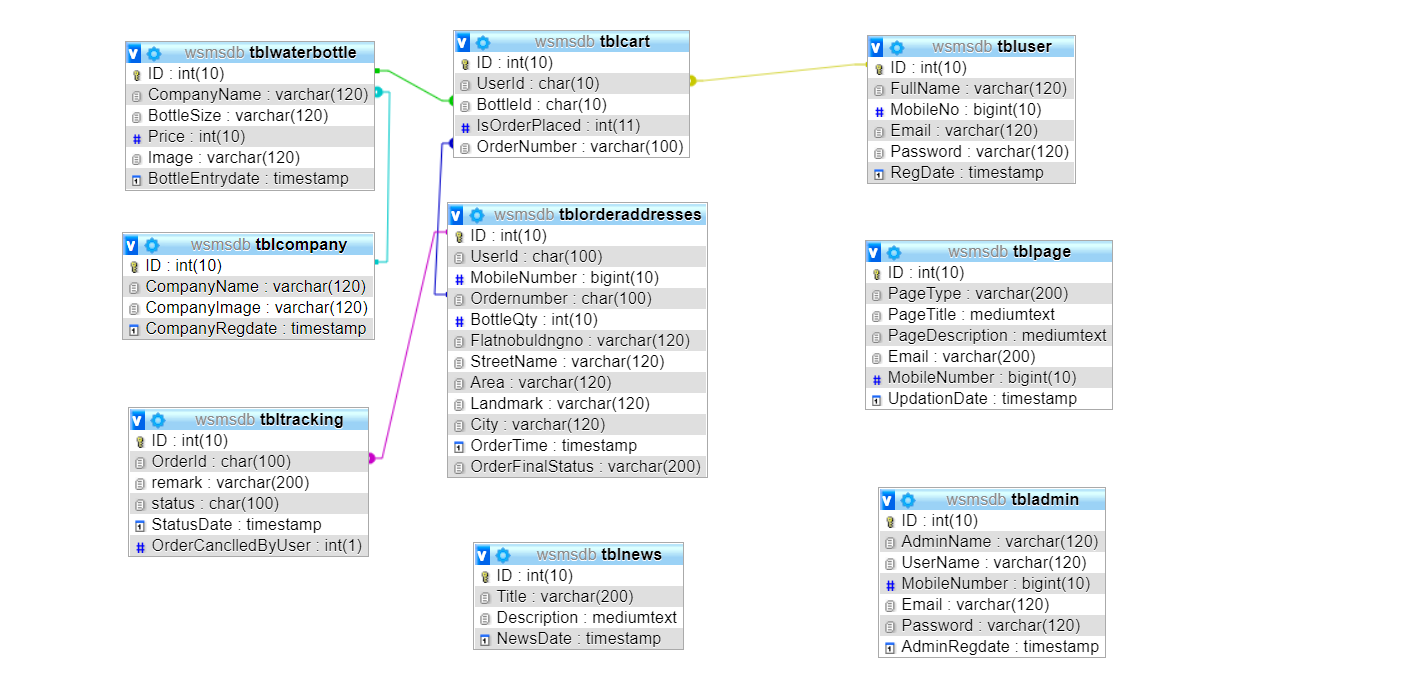 wsmsdb tblwaterbottle
ID : int(10)
CompanyName : varchar(120)
BottleSize : varchar(120)
Price : int(10)
Image : varchar(120)
BottleEntrydate : timestamp
wsmsdb tblcompany
ID : int(10)
CompanyName : varchar(120)
CompanyImage : varchar(120)
CompanyRegdate : timestamp
wsmsdb tbltracking
ID : int(10)
OrderId : char(100)
remark : varchar(200)
status : char(100)
StatusDate : timestamp
OrderCanclledByUser : int(1)
wsmsdb tblcart
ID : int(10)
UserId : char(10)
BottleId : char(10)
IsOrderPlaced : int(11)
OrderNumber : varchar(100)
wsmsdb tblorderaddresses
ID : int(10)
UserId : char(100)
MobileNumber : bigint(10)
Ordernumber : char(100)
BottleQty : int(10)
Flatnobuldngno : varchar(120)
StreetName : varchar(120)
Area : varchar(120)
Landmark : varchar(120)
City : varchar(120)
OrderTime : timestamp
OrderFinalStatus : varchar(200)
wsmsdb tblnews
ID : int(10)
Title : varchar(200)
Description : mediumtext
NewsDate : timestamp
wsmsdb tbluser
ID : int(10)
FullName : varchar(120)
MobileNo : bigint(10)
Email : varchar(120)
Password : varchar(120)
RegDate : timestamp
wsmsdb tblpage
ID : int(10)
PageType : varchar(200)
PageTitle : mediumtext
PageDescription : mediumtext
Email : varchar(200)
MobileNumber : bigint(10)
UpdationDate : timestamp
wsmsdb tbladmin
ID : int(10)
AdminName : varchar(120)
UserName : varchar(120)
MobileNumber : bigint(10)
Email : varchar(120)
Password : varchar(120)
AdminRegdate : timestamp